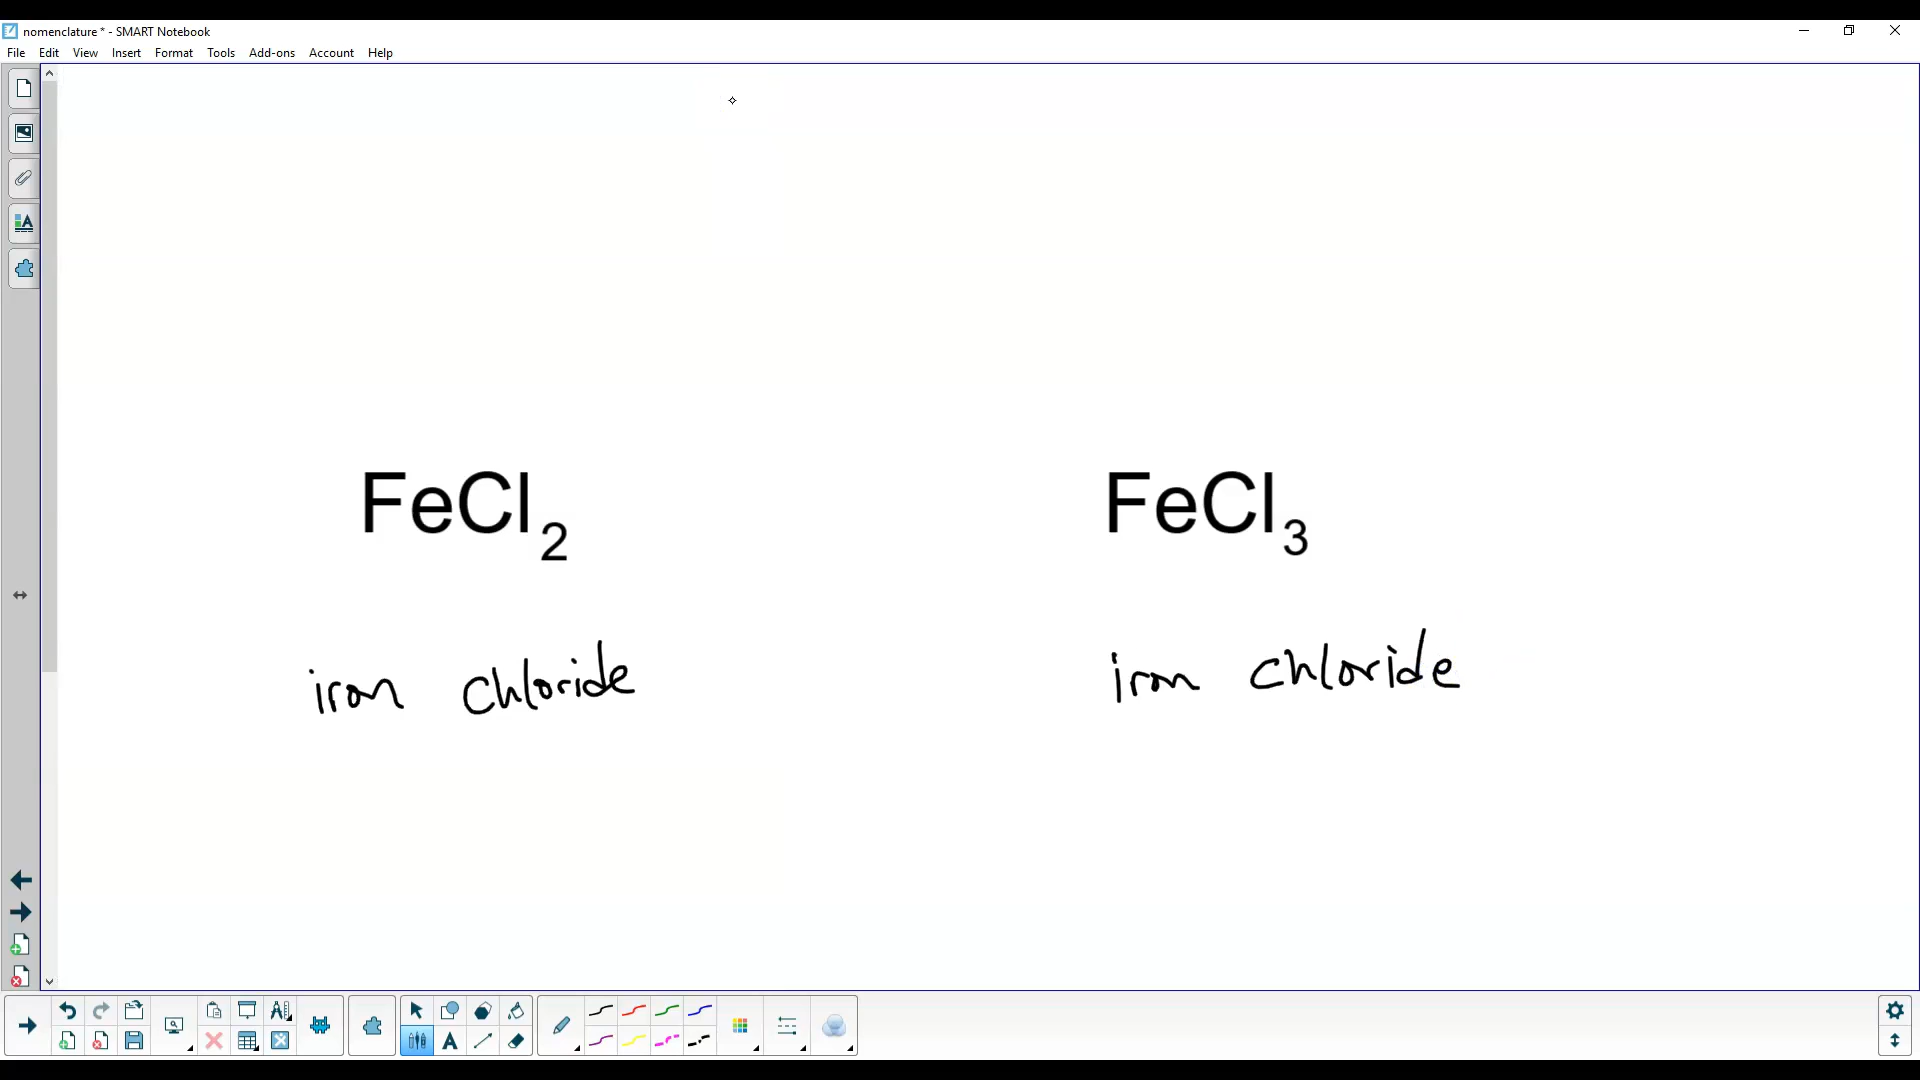 nomenclature * - SMART Notebook
File Edit View Insert Format Tools Add-ons Account Help
FeCl₂ FeCl₃
iron chloride iron chloride